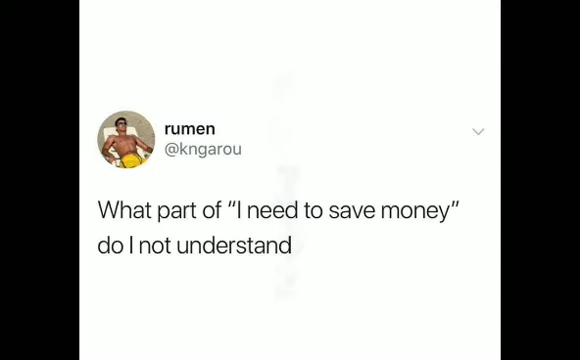 rumen
@kngarou
What part of “I need to save money”
do I not understand